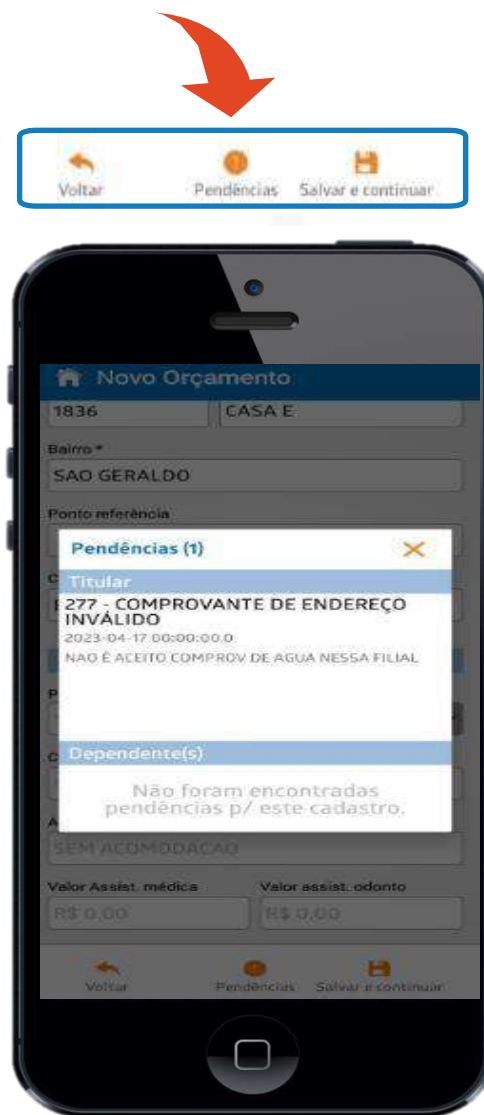 Voltar Pendências Salvar e continuar
Novo Orçamento
1836 CASA E
Bairro *
SAO GERALDO
Ponto referência
Pendências (1)
Titular
277 - COMPROVANTE DE ENDEREÇO
INVÁLIDO
2023-04-17 00:00:00.0
NAO É ACEITO COMPROV DE AGUA NESSA FILIAL
Dependente(s)
Não foram encontradas
pendências p/ este cadastro.
SEM ACOMODACAO
Valor Assist. médica Valor assist. odonto
R$ 0,00 R$ 0,00
Voltar Pendências Salvar e continuar